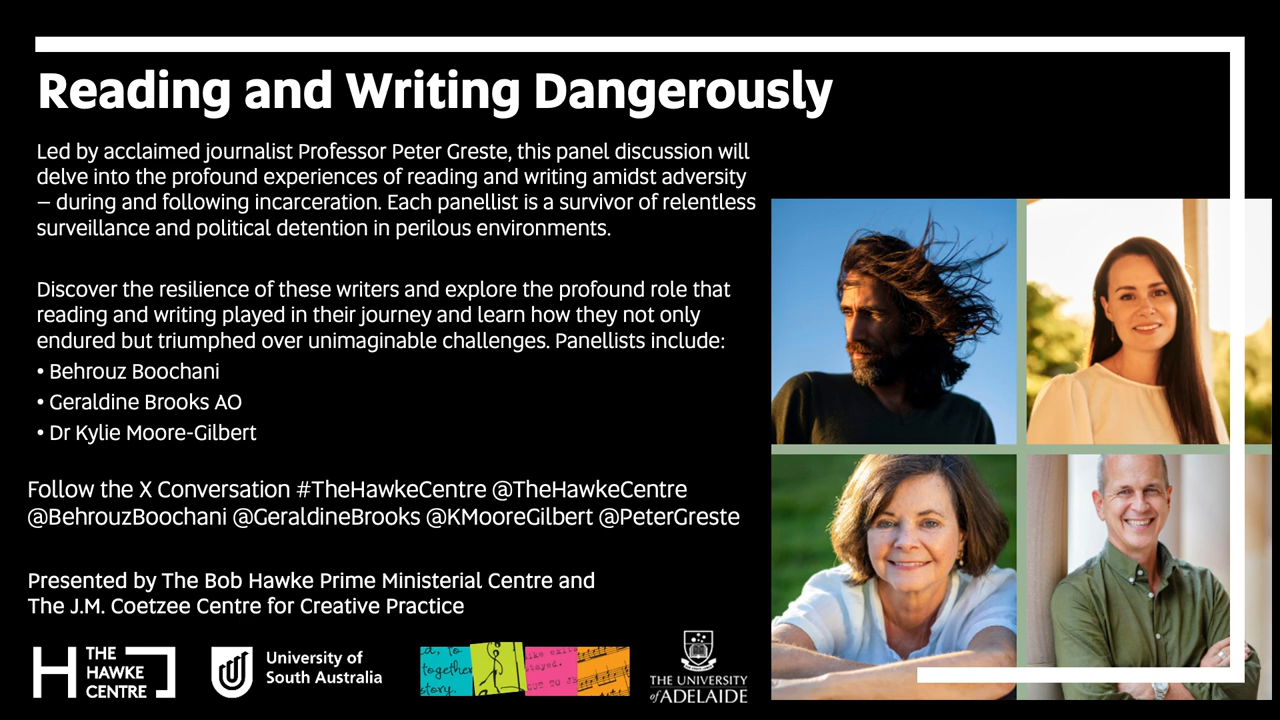 Reading and Writing Dangerously
Led by acclaimed journalist Professor Peter Greste, this panel discussion will
delve into the profound experiences of reading and writing amidst adversity
– during and following incarceration. Each panellist is a survivor of relentless
surveillance and political detention in perilous environments.
Discover the resilience of these writers and explore the profound role that
reading and writing played in their journey and learn how they not only
endured but triumphed over unimaginable challenges. Panellists include:
• Behrouz Boochani
• Geraldine Brooks AO
• Dr Kylie Moore-Gilbert
Follow the X Conversation #TheHawkeCentre @TheHawkeCentre
@BehrouzBoochani @GeraldineBrooks @KMooreGilbert @PeterGreste
Presented by The Bob Hawke Prime Ministerial Centre and
The J.M. Coetzee Centre for Creative Practice
H THE
HAWKE
CENTRE
University of
South Australia
together
story.
THE UNIVERSITY
of ADELAIDE